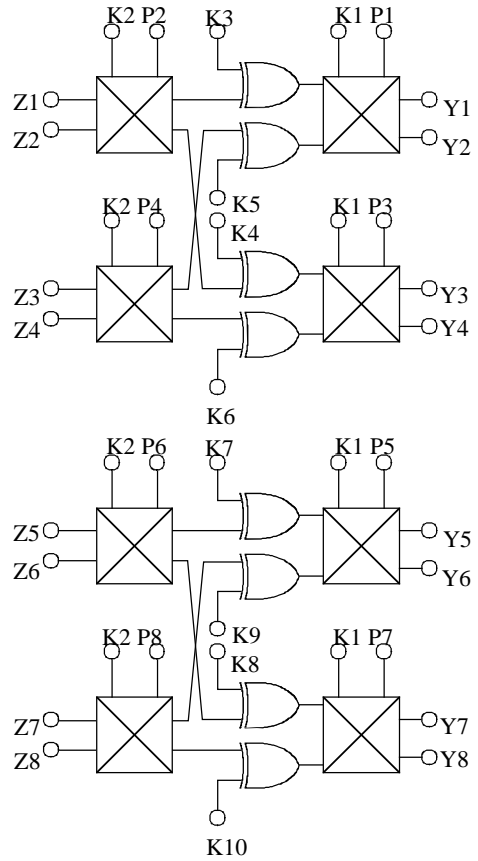 K2 P2 K3 K1 P1
Z1 Y1
Z2 Y2
K5
K2 P4 K4 K1 P3
Z3 Y3
Z4 Y4
K6
K2 P6 K7 K1 P5
Z5 Y5
Z6 Y6
K9
K2 P8 K8 K1 P7
Z7 Y7
Z8 Y8
K10